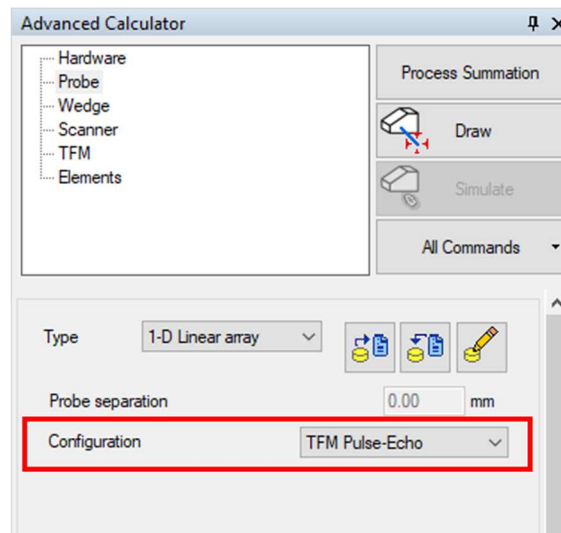 Advanced Calculator
Hardware
Probe
Wedge
Scanner
TFM
Elements
Process Summation
Draw
Simulate
All Commands
Type 1-D Linear array
Probe separation 0.00 mm
Configuration TFM Pulse-Echo